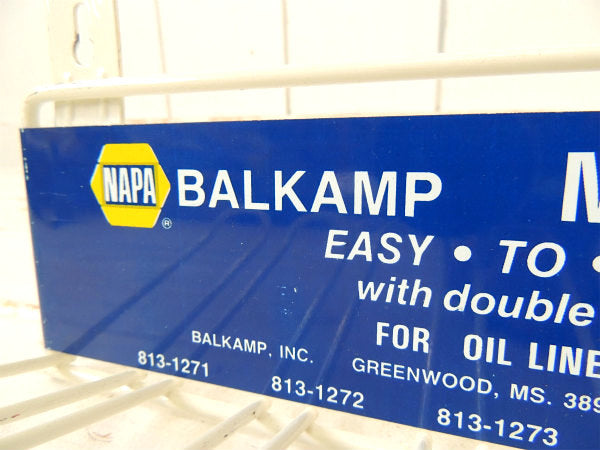 NAPA BALKAMP M
EASY • TO •
with double
FOR OIL LINE
BALKAMP, INC. GREENWOOD, MS. 389
813-1271 813-1272 813-1273